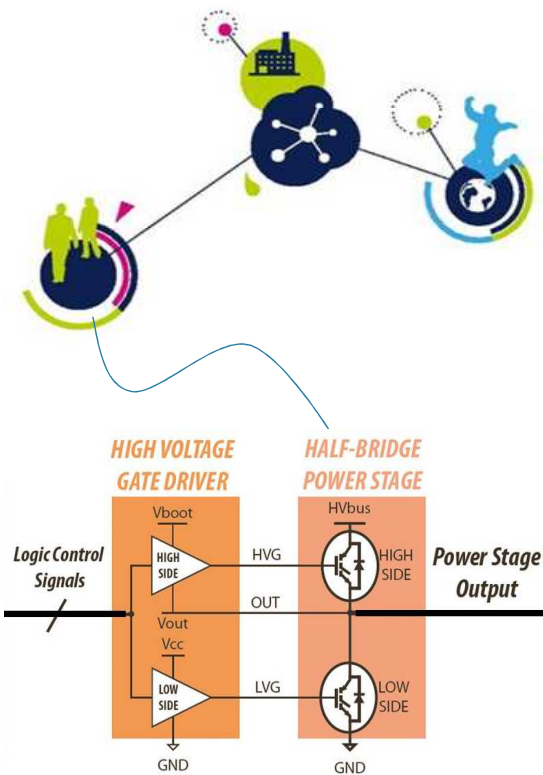 HIGH VOLTAGE
GATE DRIVER
HALF-BRIDGE
POWER STAGE
Vboot
HVbus
Logic Control
Signals
HIGH
SIDE
HVG
HIGH
SIDE
Power Stage
Output
OUT
Vout
Vcc
LOW
SIDE
LVG
LOW
SIDE
GND
GND